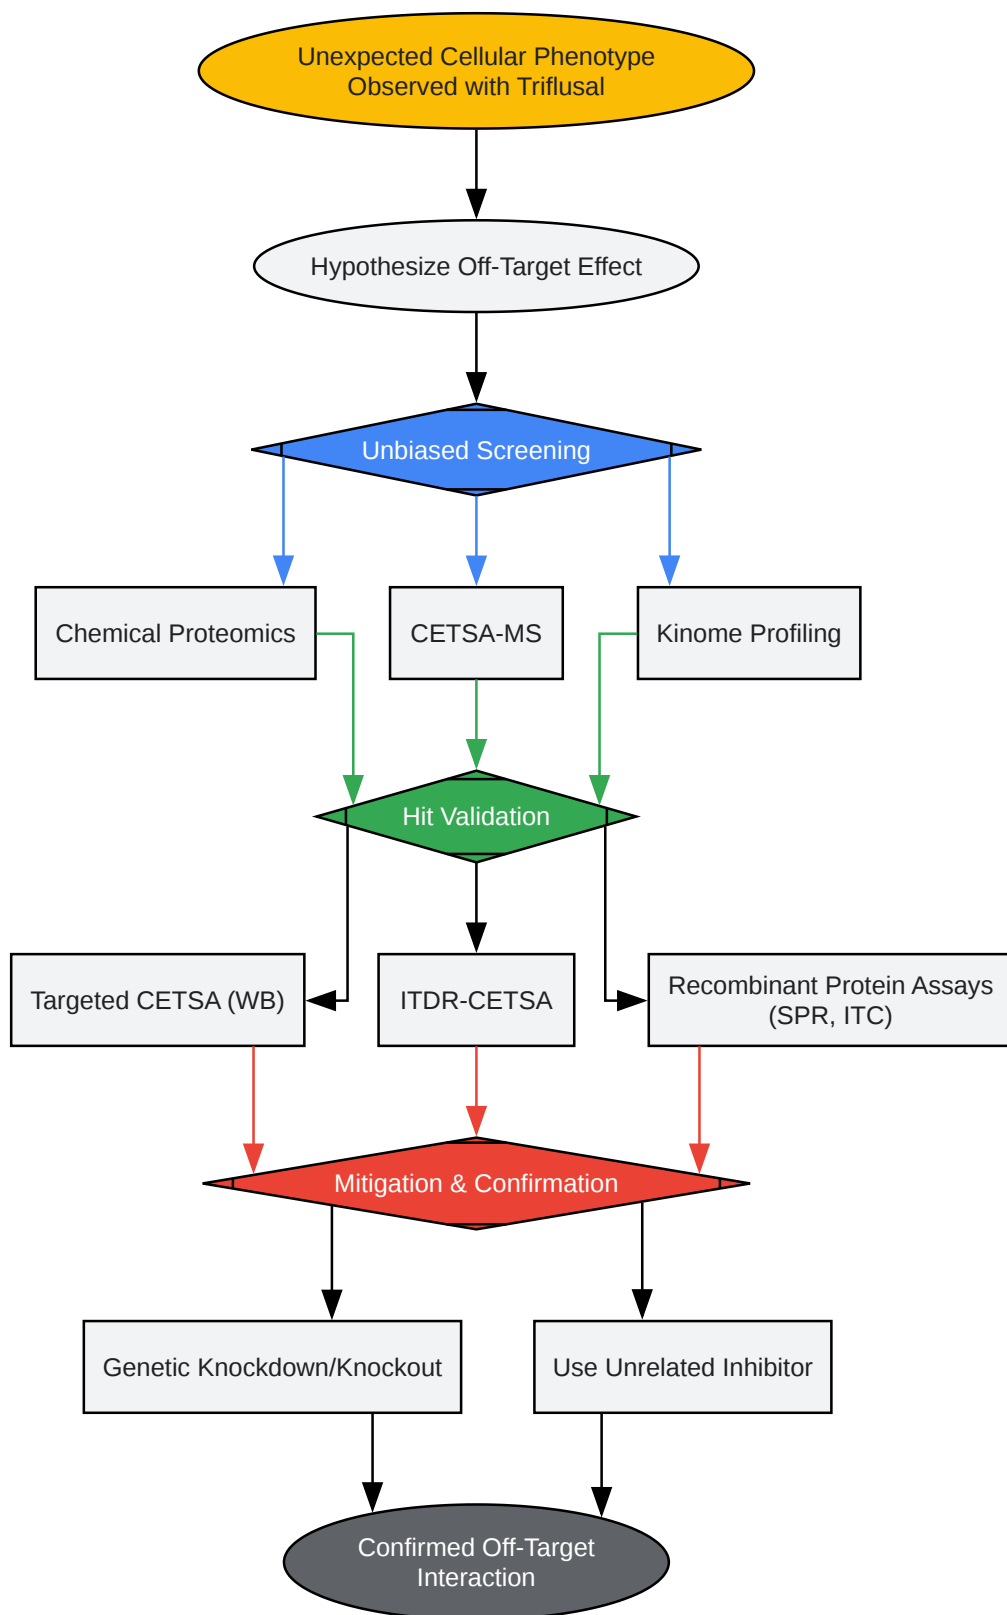 Unexpected Cellular Phenotype
Observed with Triflusal
Hypothesize Off-Target Effect
Unbiased Screening
Chemical Proteomics
CETSA-MS
Kinome Profiling
Hit Validation
Targeted CETSA (WB)
ITDR-CETSA
Recombinant Protein Assays
(SPR, ITC)
Mitigation & Confirmation
Genetic Knockdown/Knockout
Use Unrelated Inhibitor
Confirmed Off-Target
Interaction